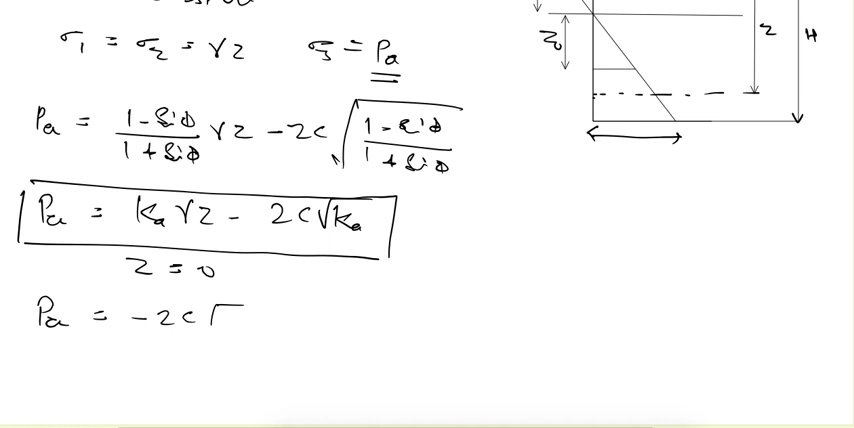 σ₁ = σz = γz   σ₃ = Pa
Pa = (1 - Sinφ)/(1 + Sinφ) γz - 2c √((1 - Sinφ)/(1 + Sinφ))
Pa = ka γz - 2c√ka
z = 0
Pa = -2c √
z₀
z
H